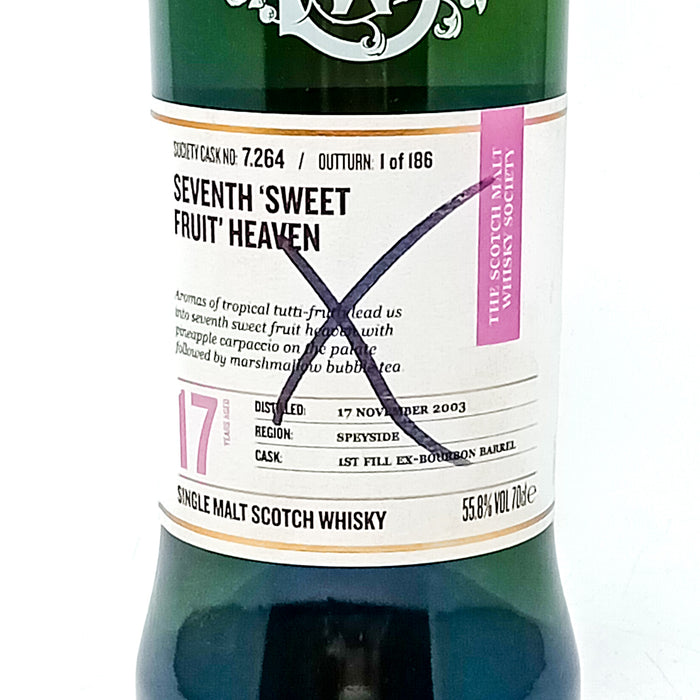 SOCIETY CASK NO: 7.264 / OUTTURN: 1 of 186
SEVENTH ‘SWEET
FRUIT’ HEAVEN
Aromas of tropical tutti-frutti lead us
into seventh sweet fruit heaven with
pineapple carpaccio on the palate
followed by marshmallow bubble tea
17 YEARS AGED
DISTILLED: 17 NOVEMBER 2003
REGION: SPEYSIDE
CASK: 1ST FILL EX-BOURBON BARREL
SINGLE MALT SCOTCH WHISKY 55.8% VOL 70cl e
THE SCOTCH MALT
WHISKY SOCIETY